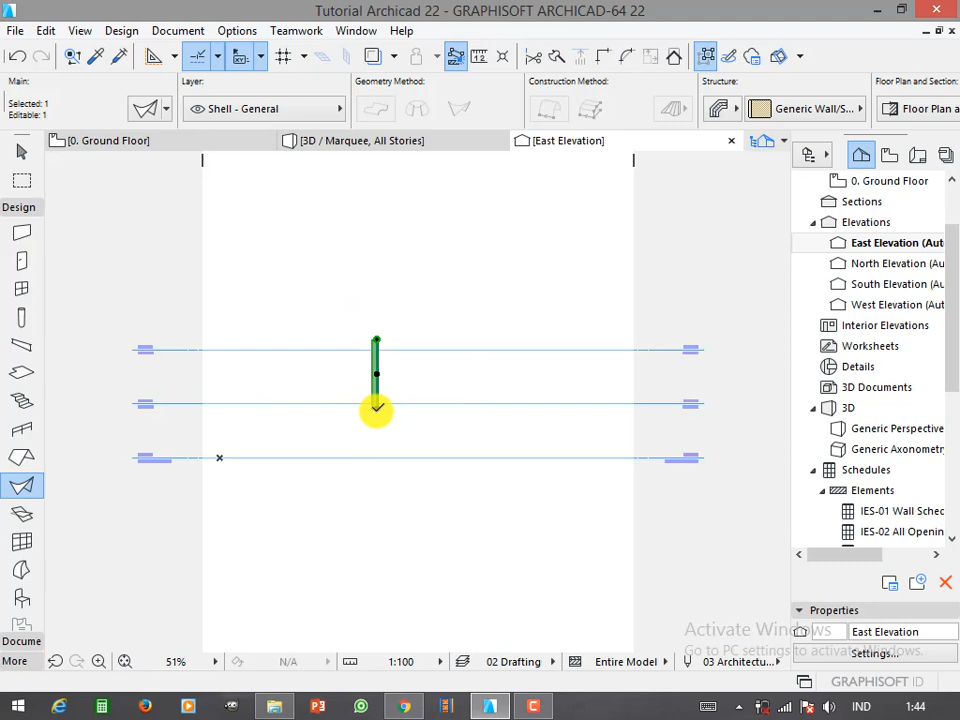 Tutorial Archicad 22 - GRAPHISOFT ARCHICAD-64 22
File Edit View Design Document Options Teamwork Window Help
Main:
Selected: 1
Editable: 1
Layer:
Shell - General
Geometry Method:
Construction Method:
Structure:
Generic Wall/S...
Floor Plan and Section:
Floor Plan a
[0. Ground Floor]
[3D / Marquee, All Stories]
[East Elevation]
Design
Docume
More
0. Ground Floor
Sections
Elevations
East Elevation (Aut
North Elevation (Au
South Elevation (Au
West Elevation (Aut
Interior Elevations
Worksheets
Details
3D Documents
3D
Generic Perspective
Generic Axonometry
Schedules
Elements
IES-01 Wall Sched
IES-02 All Opening
Properties
East Elevation
Settings...
Activate Windows
Go to PC settings to activate Windows.
51%
N/A
1:100
02 Drafting
Entire Model
03 Architectu...
GRAPHISOFT ID
IND
1:44